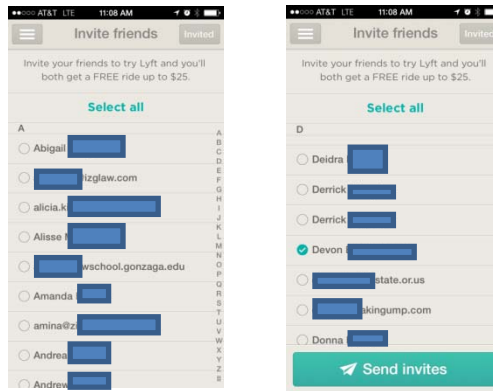 ●●○○○ AT&T LTE 11:08 AM
Invite friends Invited
Invite your friends to try Lyft and you'll
both get a FREE ride up to $25.
Select all
A
Abigail
izglaw.com
alicia.k
Alisse
wschool.gonzaga.edu
Amanda
amina@z
Andrea
Andrew
A
B
C
D
E
F
G
H
I
J
K
L
M
N
O
P
Q
R
S
T
U
V
W
X
Y
Z
#
●●○○○ AT&T LTE 11:08 AM
Invite friends Invited
Invite your friends to try Lyft and you'll
both get a FREE ride up to $25.
Select all
D
Deidra
Derrick
Derrick
Devon
state.or.us
akingump.com
Donna
Send invites